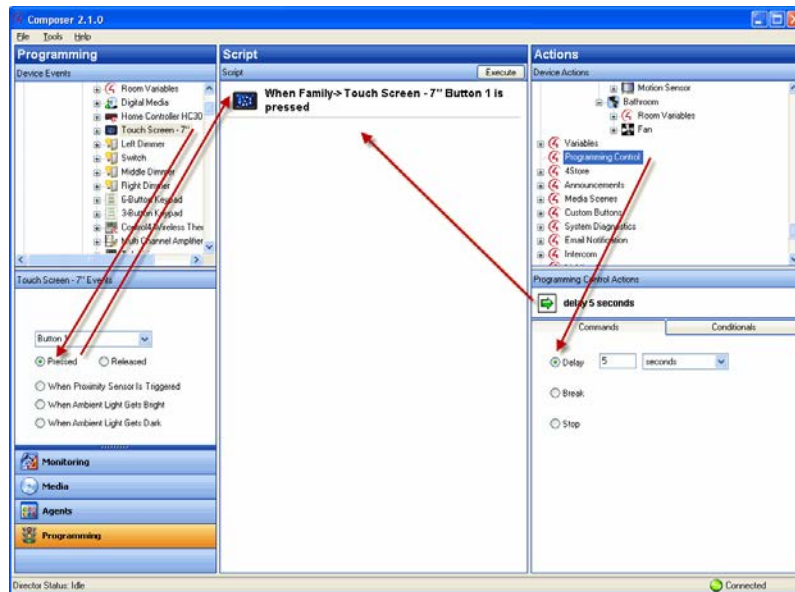 Composer 2.1.0
File Tools Help
Programming
Device Events
Room Variables
Digital Media
Home Controller HC30
Touch Screen - 7"
Left Dimmer
Switch
Middle Dimmer
Right Dimmer
6-Button Keypad
3-Button Keypad
Control4 Wireless Ther
Multi Channel Amplifier
Touch Screen - 7" Events
Button 1
Pressed Released
When Proximity Sensor Is Triggered
When Ambient Light Gets Bright
When Ambient Light Gets Dark
Monitoring
Media
Agents
Programming
Director Status: Idle
Script
Script Execute
When Family-> Touch Screen - 7" Button 1 is
pressed
Actions
Device Actions
Motion Sensor
Bathroom
Room Variables
Fan
Variables
Programming Control
4Store
Announcements
Media Scenes
Custom Buttons
System Diagnostics
Email Notification
Intercom
Programming Control Actions
delay 5 seconds
Commands Conditionals
Delay 5 seconds
Break
Stop
Connected